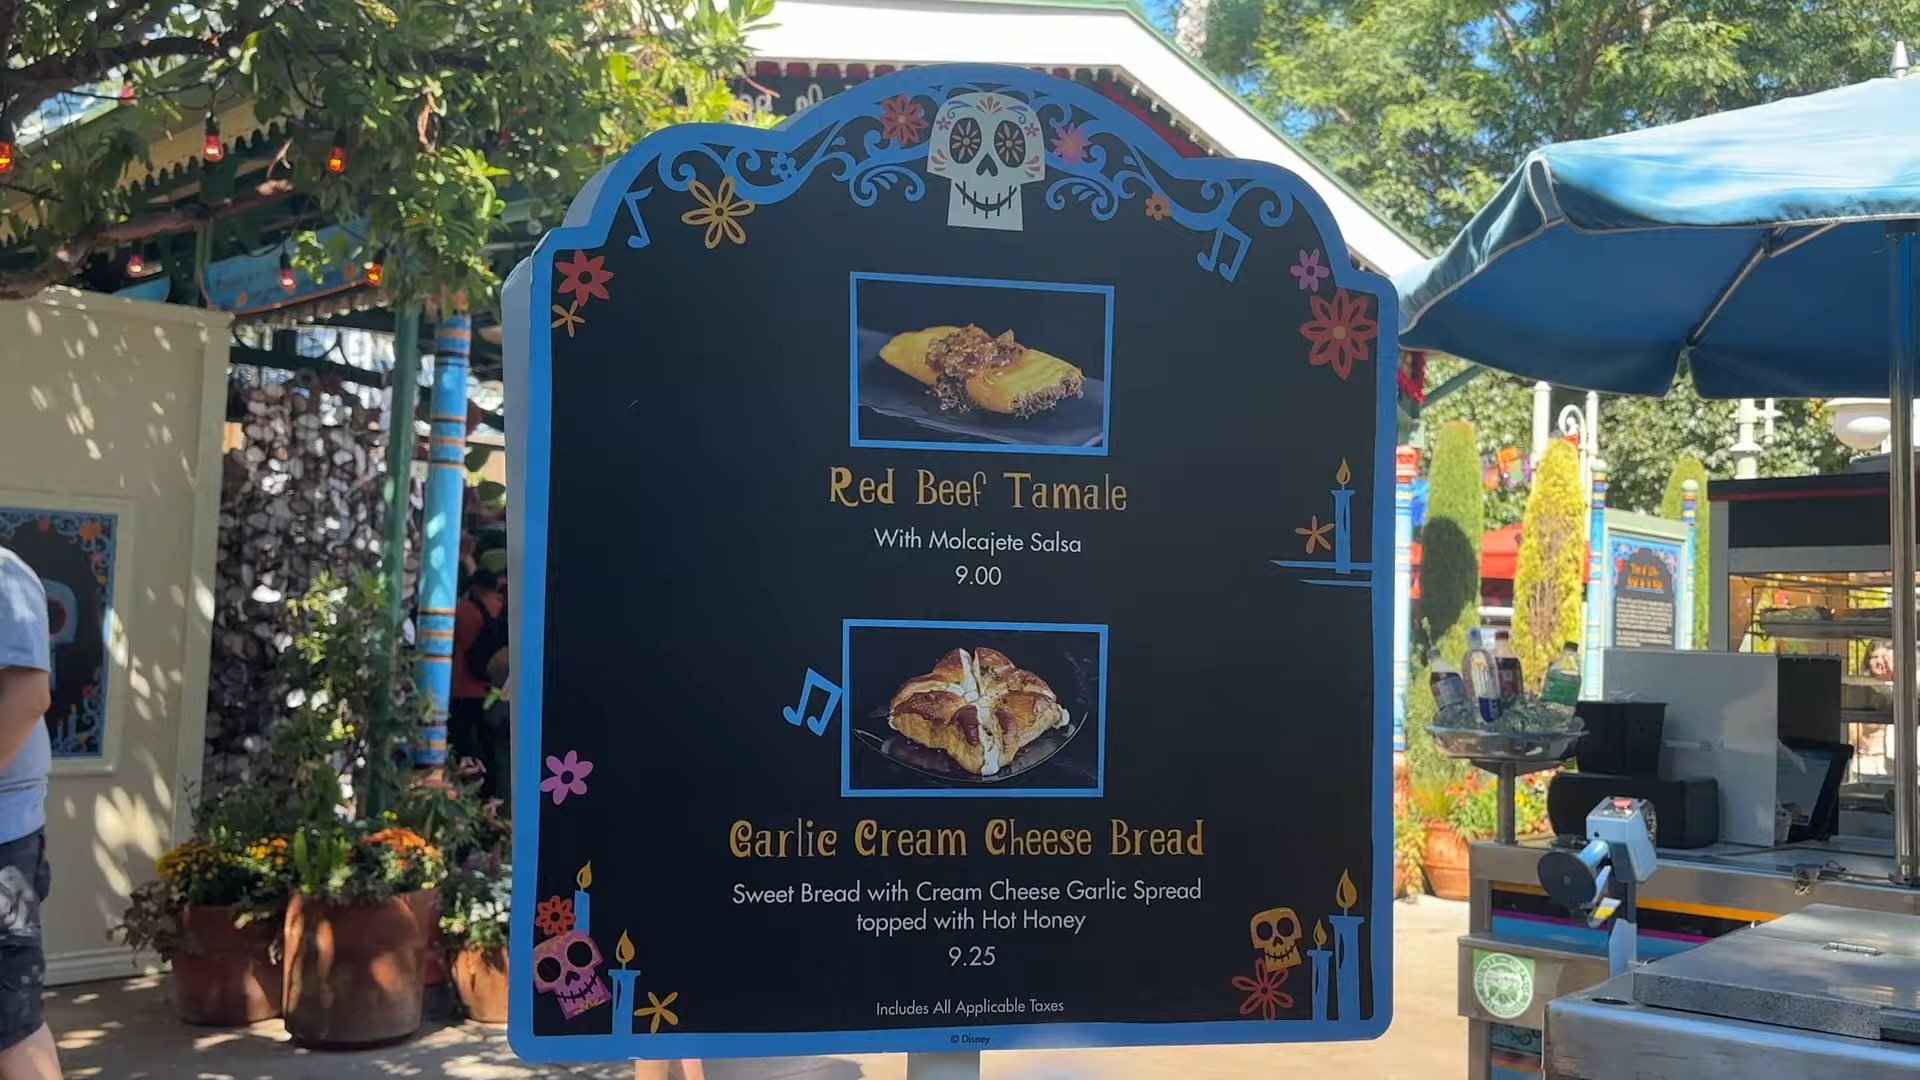 Red Beef Tamale
With Molcajete Salsa
9.00
Garlic Cream Cheese Bread
Sweet Bread with Cream Cheese Garlic Spread
topped with Hot Honey
9.25
Includes All Applicable Taxes
© Disney